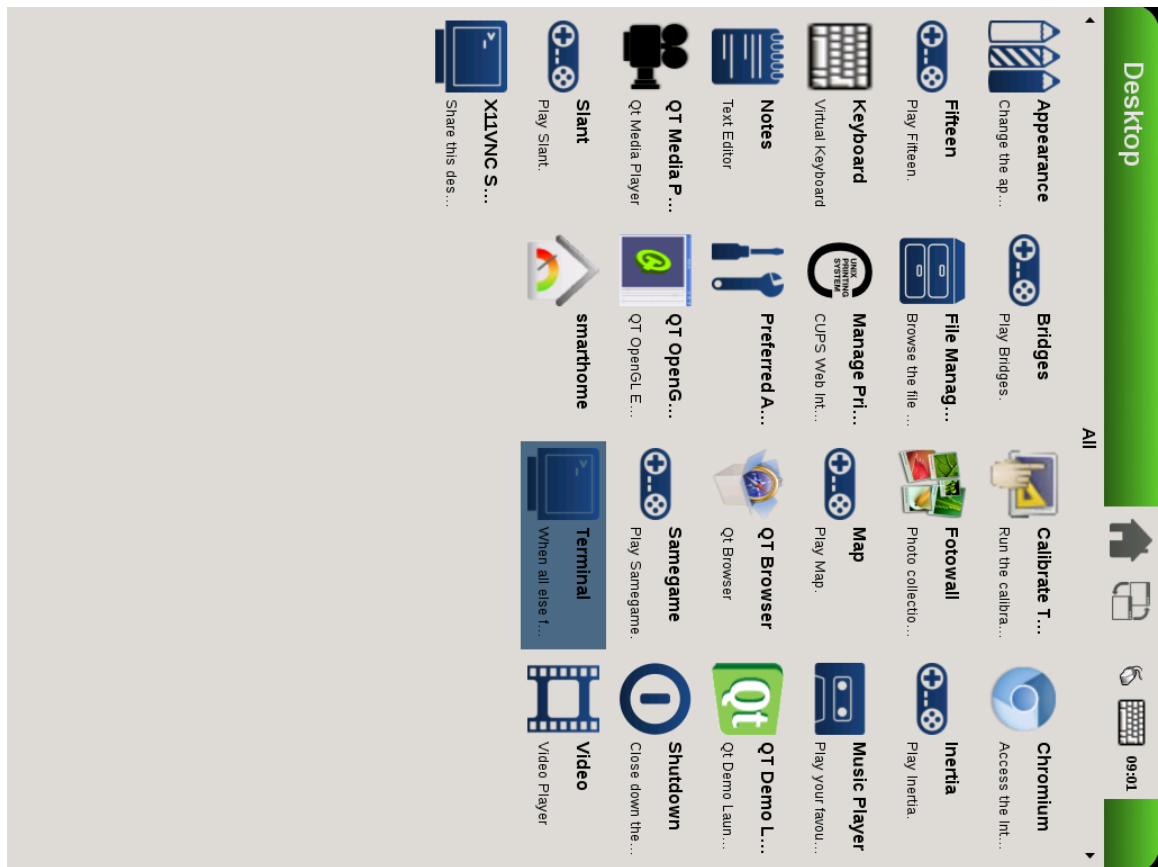 Desktop
09:01
All
Appearance
Change the ap...
Bridges
Play Bridges.
Calibrate T...
Run the calibra...
Chromium
Access the Int...
Fifteen
Play Fifteen.
File Manag...
Browse the file ...
Fotowall
Photo collectio...
Inertia
Play Inertia.
Keyboard
Virtual Keyboard
UNIX
PRINTING
SYSTEM
Manage Pri...
CUPS Web Int...
Map
Play Map.
Music Player
Play your favou...
Notes
Text Editor
Preferred A...
QT Browser
Qt Browser
Qt
QT Demo L...
Qt Demo Laun...
QT Media P...
Qt Media Player
QT OpenG...
QT OpenGL E...
Samegame
Play Samegame.
Shutdown
Close down the...
Slant
Play Slant.
smarthome
Terminal
When all else f...
Video
Video Player
X11VNC S...
Share this des...